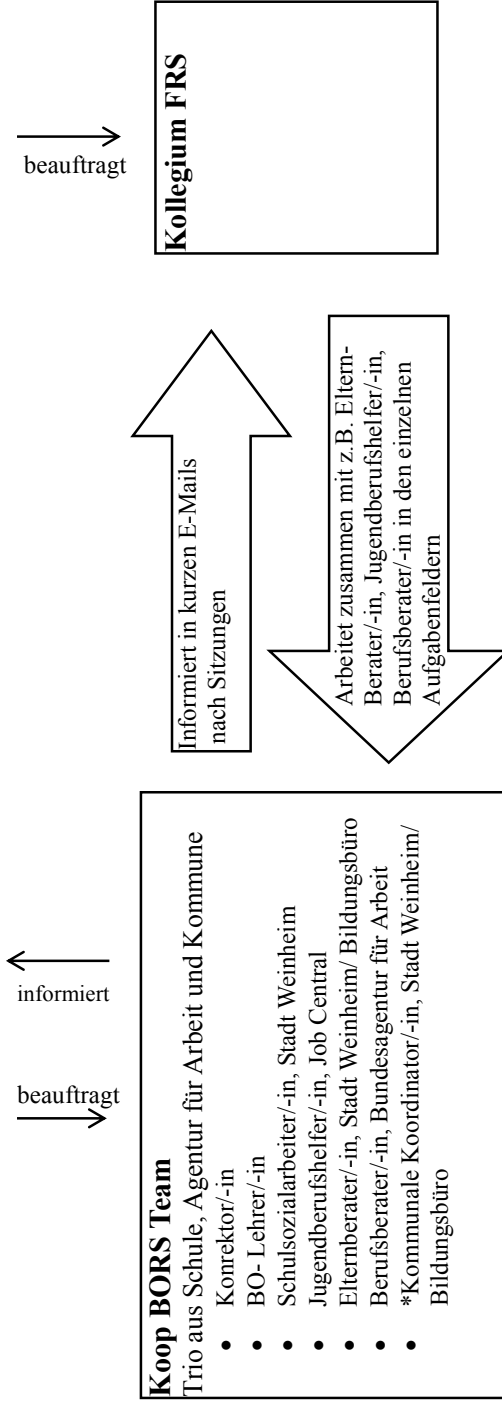 beauftragt
informiert
Koop BORS Team
Trio aus Schule, Agentur für Arbeit und Kommune
• Konrektor/-in
• BO- Lehrer/-in
• Schulsozialarbeiter/-in, Stadt Weinheim
• Jugendberufshelfer/-in, Job Central
• Elternberater/-in, Stadt Weinheim/ Bildungsbüro
• Berufsberater/-in, Bundesagentur für Arbeit
• *Kommunale Koordinator/-in, Stadt Weinheim/
Bildungsbüro
Informiert in kurzen E-Mails
nach Sitzungen
Arbeitet zusammen mit z.B. Eltern-
Berater/-in, Jugendberufshelfer/-in,
Berufsberater/-in in den einzelnen
Aufgabenfeldern
beauftragt
Kollegium FRS